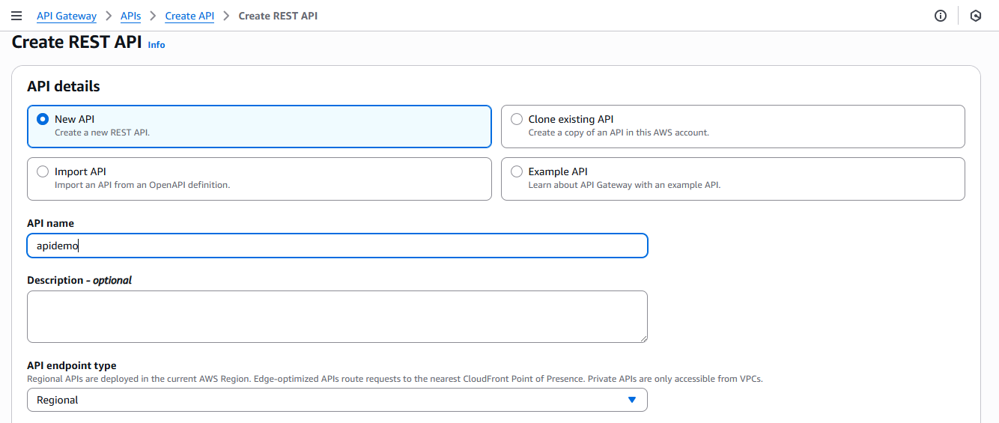 API Gateway > APIs > Create API > Create REST API
Create REST API Info
API details
New API
Create a new REST API.
Clone existing API
Create a copy of an API in this AWS account.
Import API
Import an API from an OpenAPI definition.
Example API
Learn about API Gateway with an example API.
API name
apidemo
Description - optional
API endpoint type
Regional APIs are deployed in the current AWS Region. Edge-optimized APIs route requests to the nearest CloudFront Point of Presence. Private APIs are only accessible from VPCs.
Regional